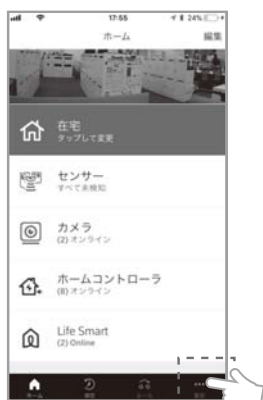 17:55
24%
ホーム
編集
在宅
タップして変更
センサー
すべて未検知
カメラ
(2) オンライン
ホームコントローラ
(8) オンライン
Life Smart
(2) Online
ホーム